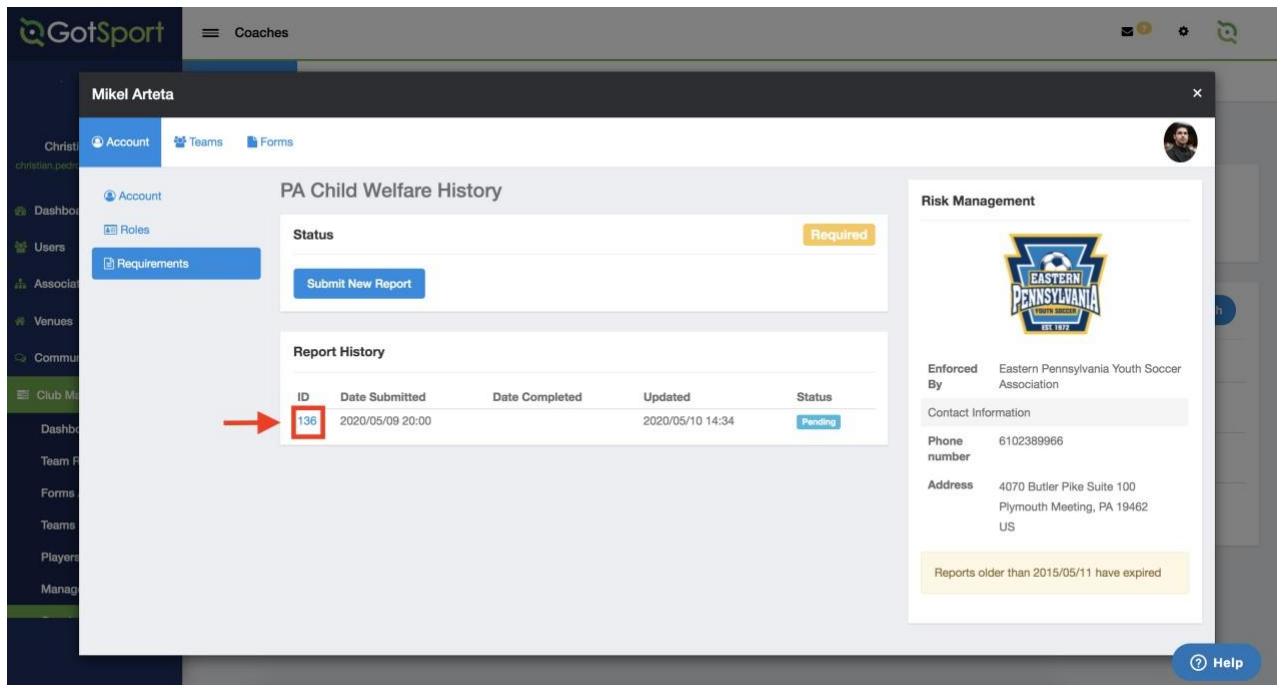 GotSport
Coaches
Mikel Arteta
×
Account
Teams
Forms
Christi
christian.pedr
Dashboa
Users
Associat
Venues
Commun
Club Ma
Dashbo
Team R
Forms
Teams
Players
Manag
Account
Roles
Requirements
PA Child Welfare History
Status
Required
Submit New Report
Report History
ID Date Submitted Date Completed Updated Status
136 2020/05/09 20:00 2020/05/10 14:34 Pending
Risk Management
EASTERN
PENNSYLVANIA
YOUTH SOCCER
EST. 1972
Enforced By Eastern Pennsylvania Youth Soccer
Association
Contact Information
Phone number 6102389966
Address 4070 Butler Pike Suite 100
Plymouth Meeting, PA 19462
US
Reports older than 2015/05/11 have expired
h
? Help